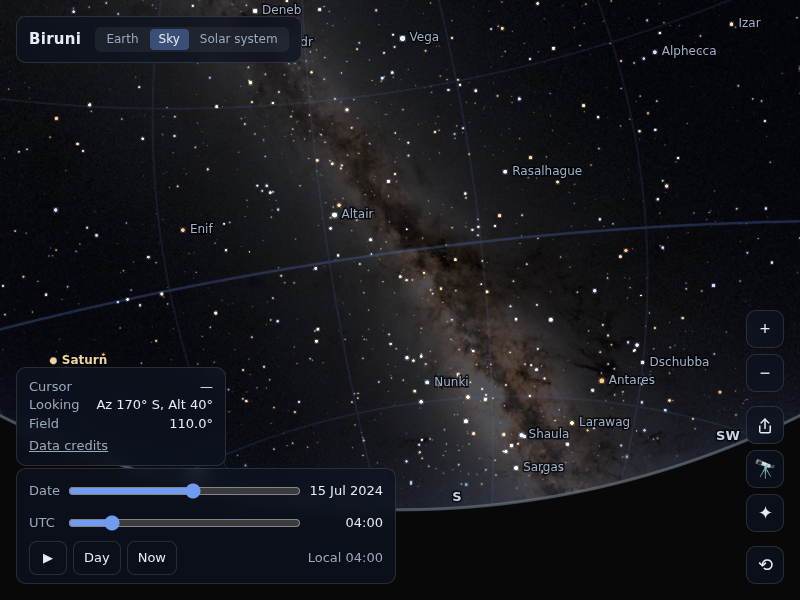 Deneb
Izar
Biruni Earth Sky Solar system
dr
Vega
Alphecca
Rasalhague
Altair
Enif
Saturn
Dschubba
Nunki
Antares
Larawag
Shaula
SW
Sargas
S
Cursor —
Looking Az 170° S, Alt 40°
Field 110.0°
Data credits
Date 15 Jul 2024
UTC 04:00
Day Now Local 04:00